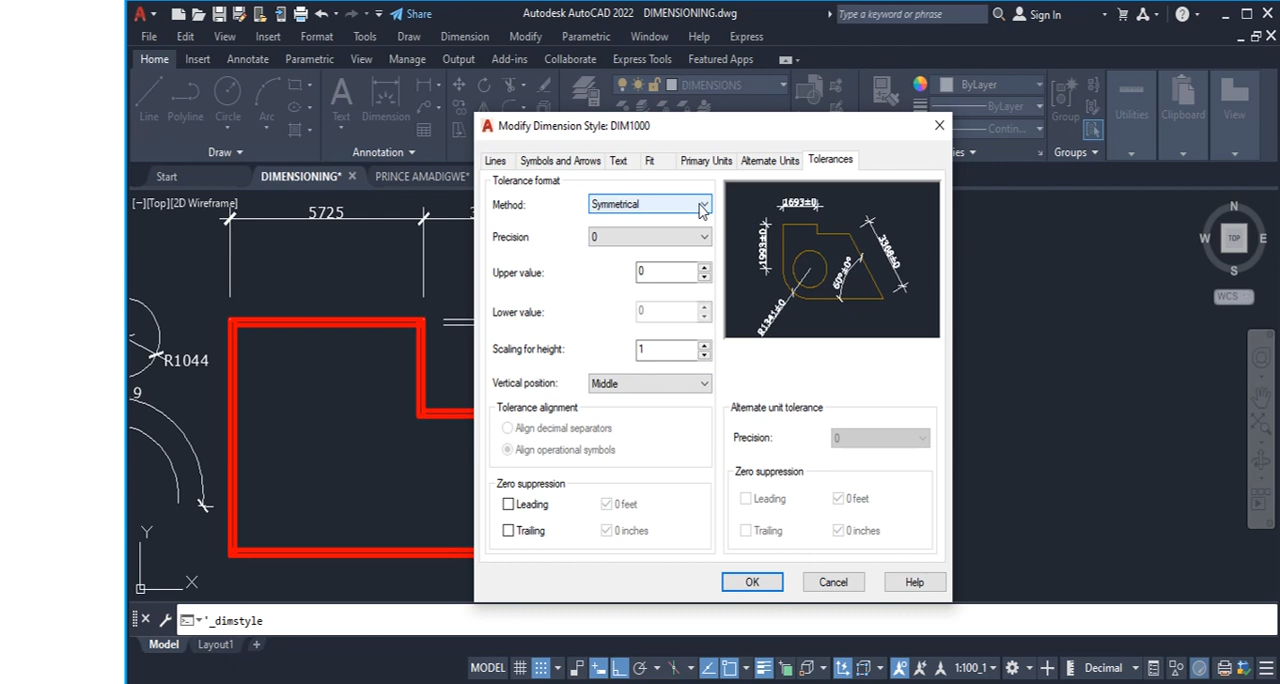 Share
Autodesk AutoCAD 2022 DIMENSIONING.dwg
Type a keyword or phrase
Sign In
File Edit View Insert Format Tools Draw Dimension Modify Parametric Window Help Express
Home Insert Annotate Parametric View Manage Output Add-ins Collaborate Express Tools Featured Apps
DIMENSIONS
ByLayer
ByLayer
Line Polyline Circle Arc Text Dimension
Group Utilities Clipboard View
Contin...
Draw Annotation Groups
Start DIMENSIONING* PRINCE AMADIGWE*
[−][Top][2D Wireframe]
5725
R1044
9
Y
X
Modify Dimension Style: DIM1000
Lines Symbols and Arrows Text Fit Primary Units Alternate Units Tolerances
Tolerance format
Method: Symmetrical
Precision 0
Upper value: 0
Lower value: 0
Scaling for height: 1
Vertical position: Middle
Tolerance alignment
Align decimal separators
Align operational symbols
Zero suppression
Leading 0 feet
Trailing 0 inches
1693±0
1993±0
3368±0
60°±0°
R1341±0
Alternate unit tolerance
Precision: 0
Zero suppression
Leading 0 feet
Trailing 0 inches
OK Cancel Help
N
W TOP E
S
WCS
'_dimstyle
Model Layout1 +
MODEL 1:100_1 Decimal